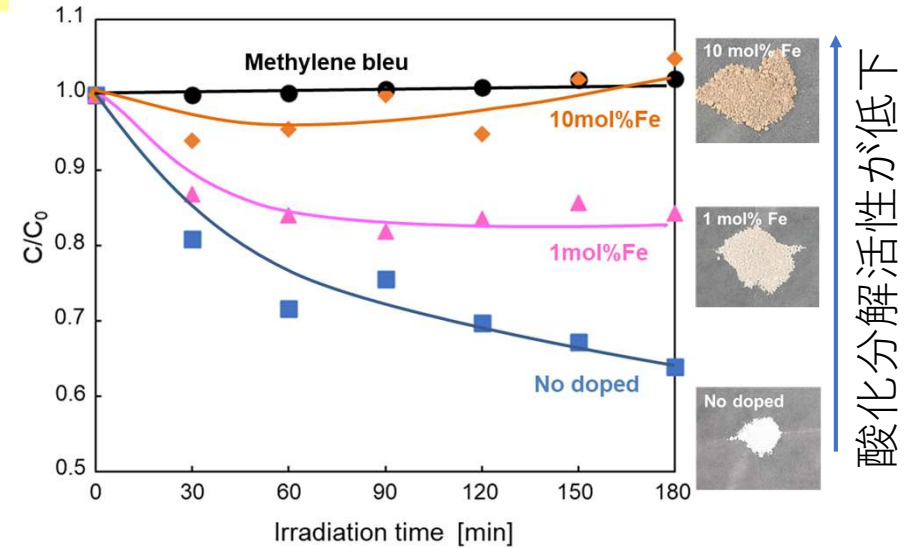 1.1
1.0
0.9
0.8
0.7
0.6
0.5
C/C₀
Methylene bleu
10mol%Fe
1mol%Fe
No doped
0 30 60 90 120 150 180
Irradiation time [min]
10 mol% Fe
1 mol% Fe
No doped
酸化分解活性が低下